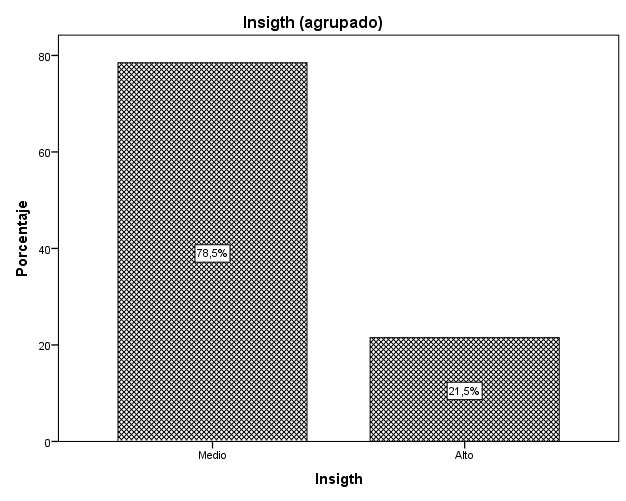 Insigth (agrupado)
80
60
40
20
0
Porcentaje
78,5%
21,5%
Medio
Alto
Insigth